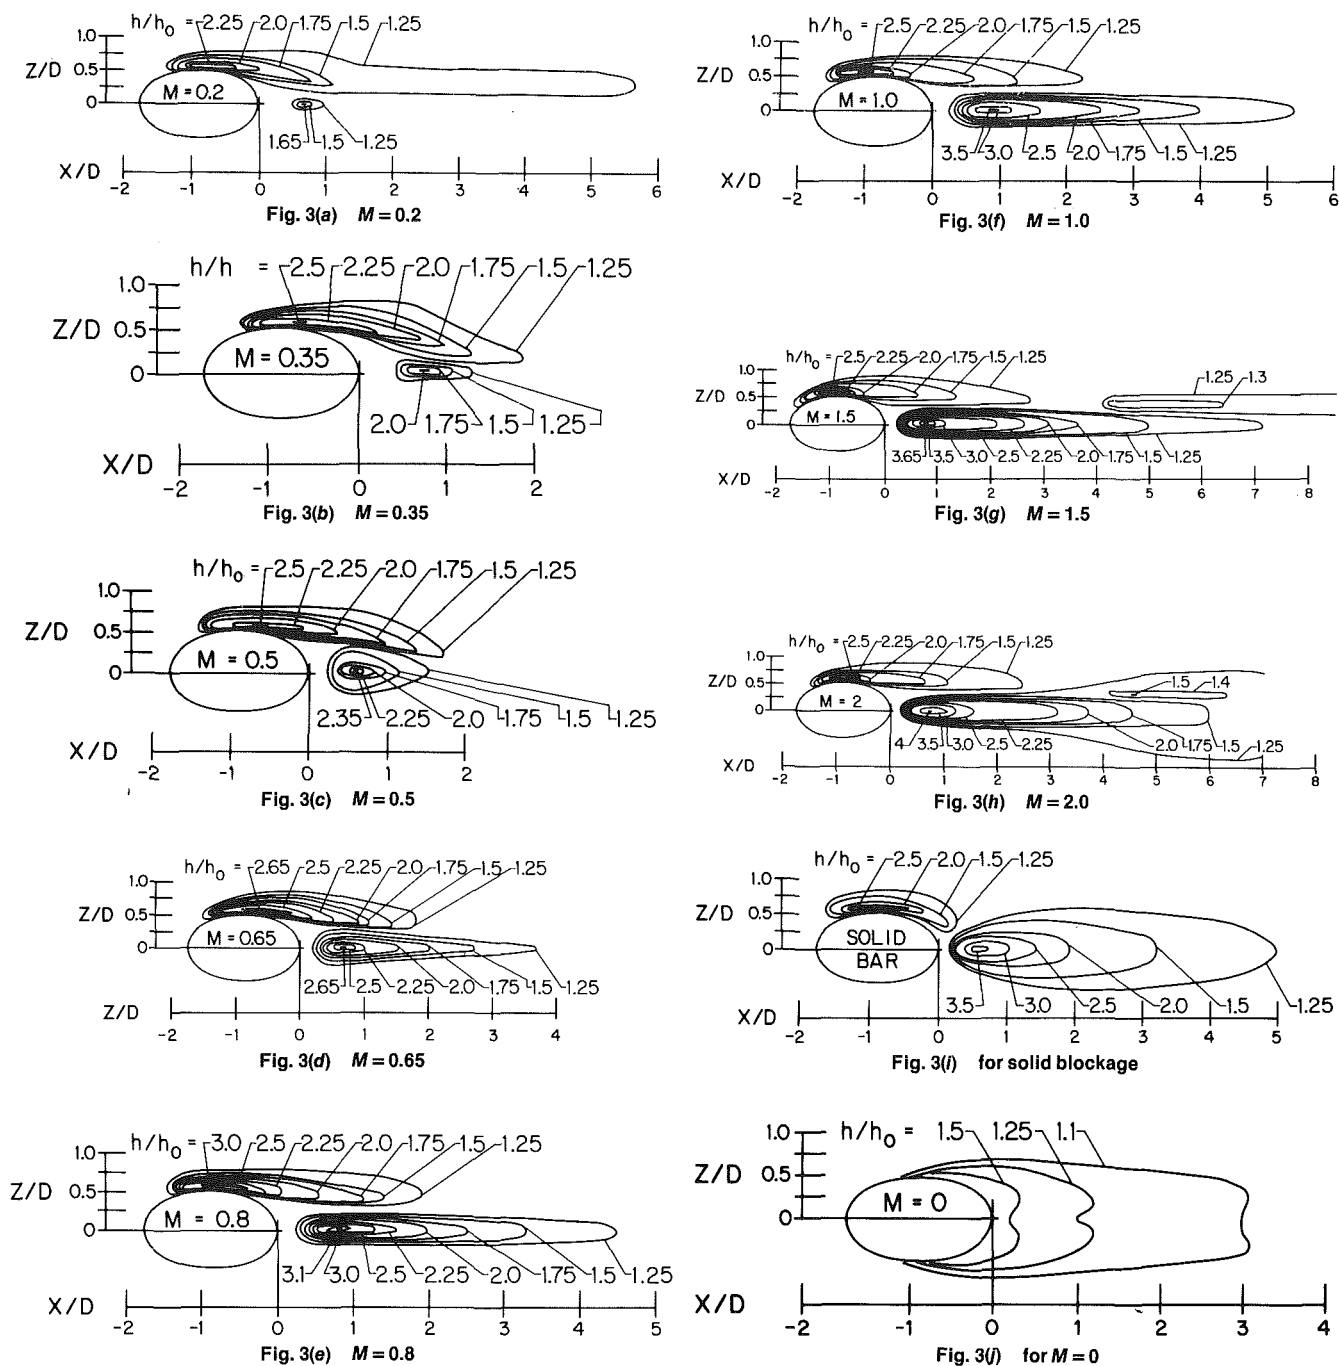 h/h₀ = 2.25 2.0 1.75 1.5 1.25
Z/D
1.0
0.5
0
M = 0.2
1.65 1.5 1.25
X/D
-2 -1 0 1 2 3 4 5 6
Fig. 3(a) M = 0.2
h/h = 2.5 2.25 2.0 1.75 1.5 1.25
Z/D
1.0
0.5
0
M = 0.35
2.0 1.75 1.5 1.25
X/D
-2 -1 0 1 2
Fig. 3(b) M = 0.35
h/h₀ = 2.5 2.25 2.0 1.75 1.5 1.25
Z/D
1.0
0.5
0
M = 0.5
2.35 2.25 2.0 1.75 1.5 1.25
X/D
-2 -1 0 1 2
Fig. 3(c) M = 0.5
h/h₀ = 2.65 2.5 2.25 2.0 1.75 1.5 1.25
Z/D
1.0
0.5
0
M = 0.65
2.65 2.5 2.25 2.0 1.75 1.5 1.25
Z/D
-2 -1 0 1 2 3 4
Fig. 3(d) M = 0.65
h/h₀ = 3.0 2.5 2.25 2.0 1.75 1.5 1.25
Z/D
1.0
0.5
0
M = 0.8
3.1 3.0 2.5 2.25 2.0 1.75 1.5 1.25
X/D
-2 -1 0 1 2 3 4 5
Fig. 3(e) M = 0.8
h/h₀ = 2.5 2.25 2.0 1.75 1.5 1.25
Z/D
1.0
0.5
0
M = 1.0
3.5 3.0 2.5 2.0 1.75 1.5 1.25
X/D
-2 -1 0 1 2 3 4 5 6
Fig. 3(f) M = 1.0
h/h₀ = 2.5 2.25 2.0 1.75 1.5 1.25
1.25 1.3
Z/D
1.0
0.5
0
M = 1.5
3.65 3.5 3.0 2.5 2.25 2.0 1.75 1.5 1.25
X/D
-2 -1 0 1 2 3 4 5 6 7 8
Fig. 3(g) M = 1.5
h/h₀ = 2.5 2.25 2.0 1.75 1.5 1.25
1.5 1.4
Z/D
1.0
0.5
0
M = 2
4 3.5 3.0 2.5 2.25 2.0 1.75 1.5 1.25
X/D
-2 -1 0 1 2 3 4 5 6 7 8
Fig. 3(h) M = 2.0
h/h₀ = 2.5 2.0 1.5 1.25
Z/D
1.0
0.5
0
SOLID
BAR
3.5 3.0 2.5 2.0 1.5 1.25
X/D
-2 -1 0 1 2 3 4 5
Fig. 3(i) for solid blockage
h/h₀ = 1.5 1.25 1.1
Z/D
1.0
0.5
0
M = 0
X/D
-2 -1 0 1 2 3 4
Fig. 3(j) for M = 0